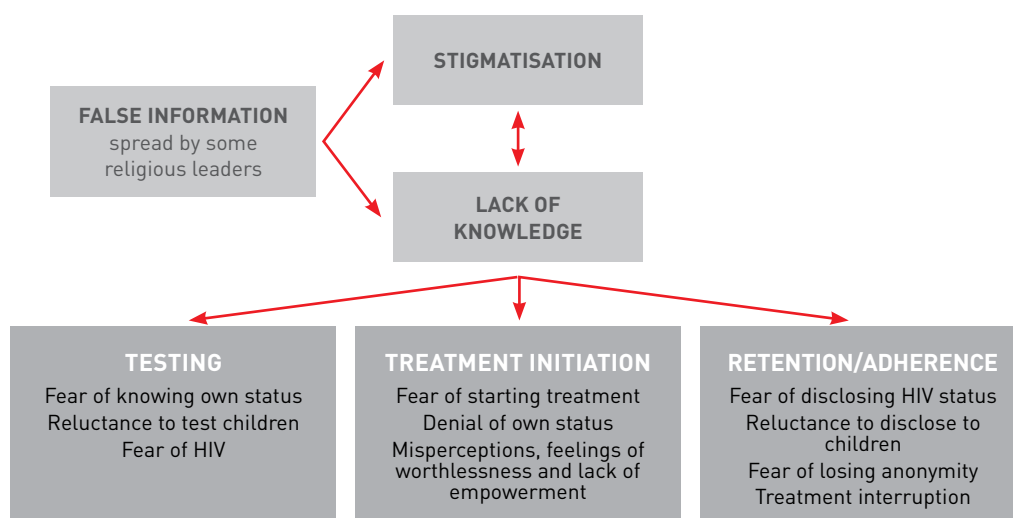 STIGMATISATION
FALSE INFORMATION
spread by some
religious leaders
LACK OF
KNOWLEDGE
TESTING
Fear of knowing own status
Reluctance to test children
Fear of HIV
TREATMENT INITIATION
Fear of starting treatment
Denial of own status
Misperceptions, feelings of
worthlessness and lack of
empowerment
RETENTION/ADHERENCE
Fear of disclosing HIV status
Reluctance to disclose to
children
Fear of losing anonymity
Treatment interruption